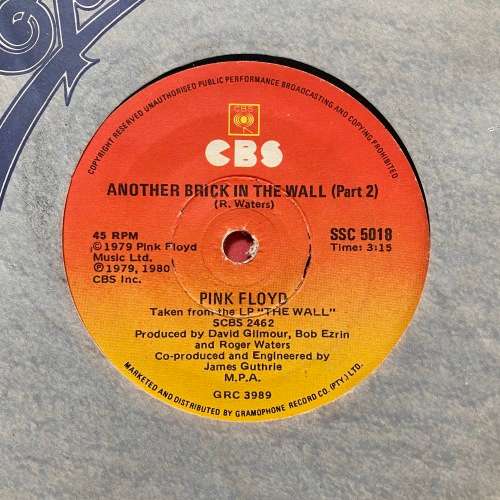 COPYRIGHT RESERVED UNAUTHORISED PUBLIC PERFORMANCE BROADCASTING AND COPYING PROHIBITED.
CBS
CBS
ANOTHER BRICK IN THE WALL (Part 2)
(R. Waters)
45 RPM
©1979 Pink Floyd
Music Ltd.
℗ 1979, 1980
CBS Inc.
SSC 5018
Time: 3:15
PINK FLOYD
Taken from the LP "THE WALL"
SCBS 2462
Produced by David Gilmour, Bob Ezrin
and Roger Waters
Co-produced and Engineered by
James Guthrie
M.P.A.
GRC 3989
MARKETED AND DISTRIBUTED BY GRAMOPHONE RECORD CO. (PTY.) LTD.